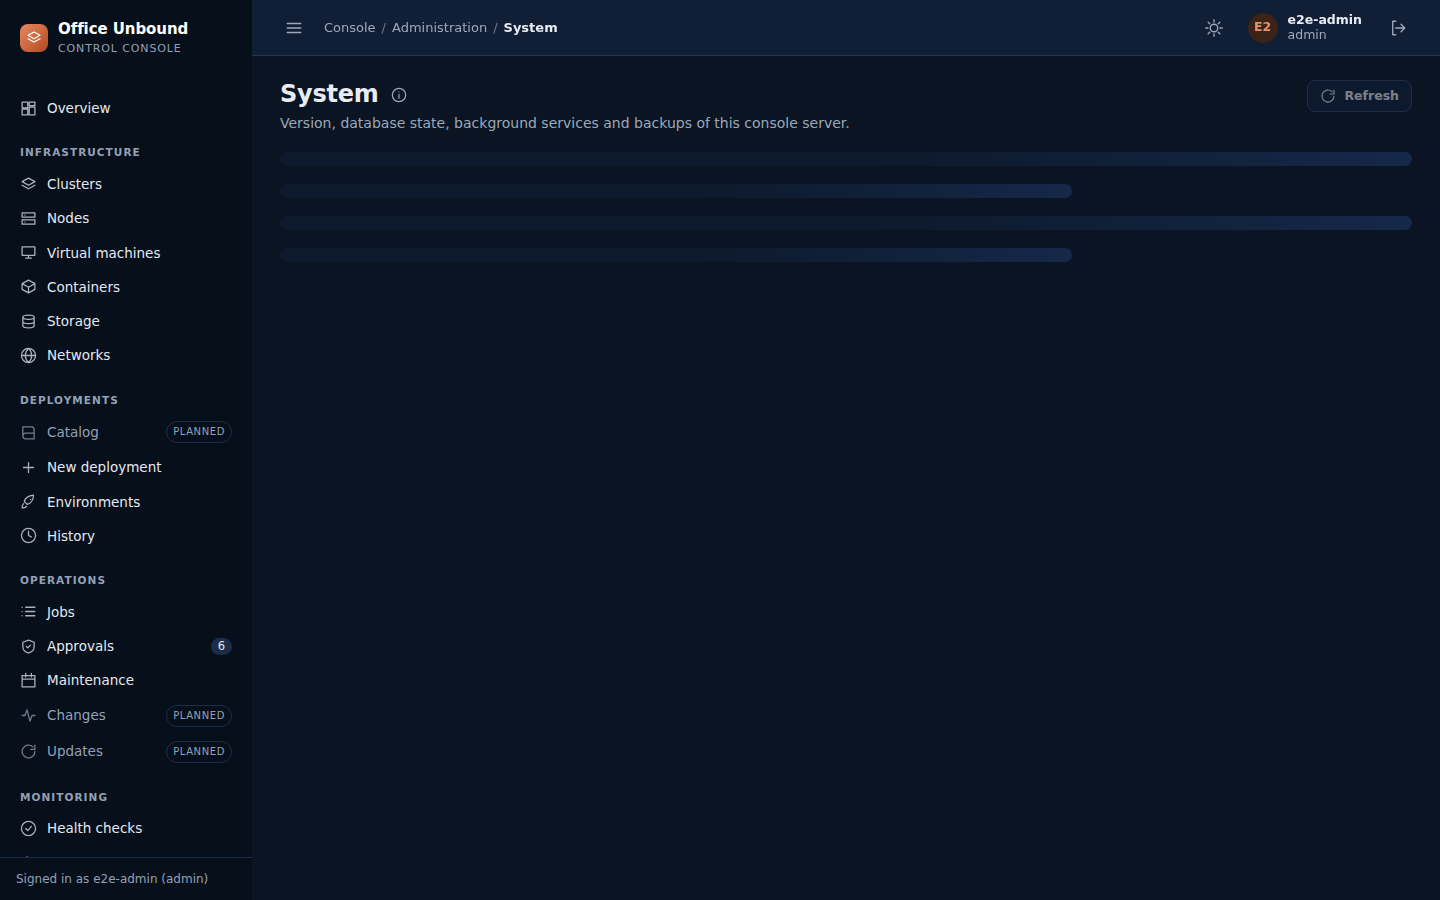 Office Unbound
CONTROL CONSOLE
Overview
INFRASTRUCTURE
Clusters
Nodes
Virtual machines
Containers
Storage
Networks
DEPLOYMENTS
Catalog PLANNED
New deployment
Environments
History
OPERATIONS
Jobs
Approvals 6
Maintenance
Changes PLANNED
Updates PLANNED
MONITORING
Health checks
Signed in as e2e-admin (admin)
Console / Administration / System
E2
e2e-admin
admin
System
Refresh
Version, database state, background services and backups of this console server.